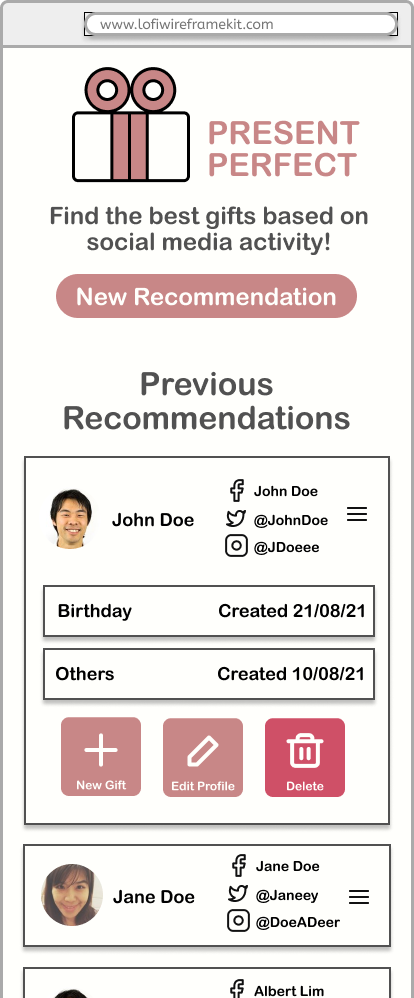 www.lofiwireframekit.com
PRESENT
PERFECT
Find the best gifts based on
social media activity!
New Recommendation
Previous
Recommendations
John Doe
John Doe
@JohnDoe
@JDoeee
Birthday Created 21/08/21
Others Created 10/08/21
New Gift Edit Profile Delete
Jane Doe
Jane Doe
@Janeey
@DoeADeer
Albert Lim